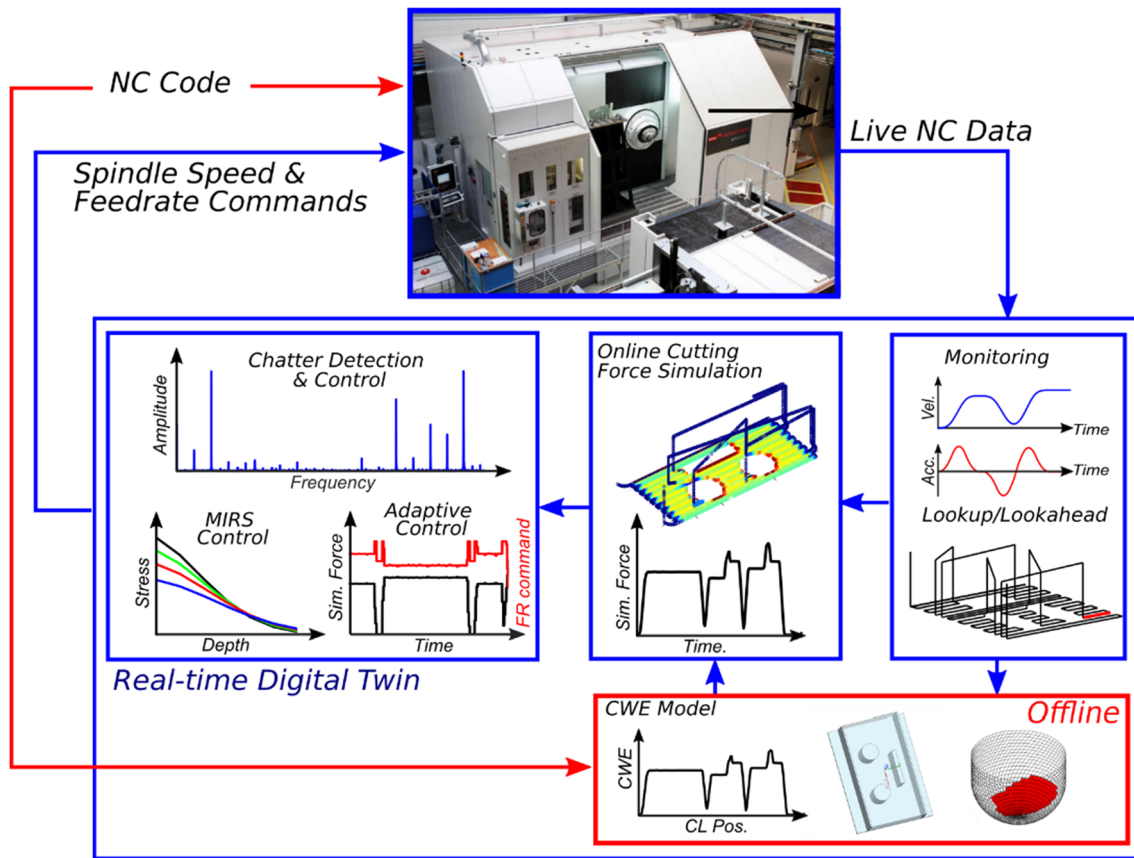 NC Code
Spindle Speed &
Feedrate Commands
Live NC Data
Chatter Detection
& Control
Amplitude
Frequency
MIRS
Control
Stress
Depth
Adaptive
Control
Sim. Force
FR command
Time
Real-time Digital Twin
Online Cutting
Force Simulation
Sim. Force
Time.
Monitoring
Vel.
Time
Acc.
Time
Lookup/Lookahead
CWE Model
Offline
CWE
CL Pos.